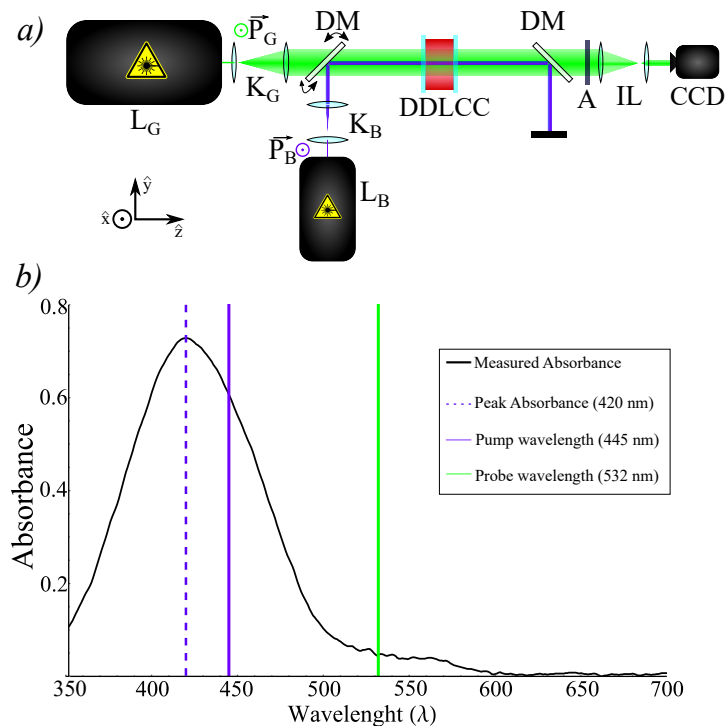 a)
P_G
DM
DM
L_G
K_G
DDLCC
A
IL
CCD
K_B
P_B
L_B
ŷ
x̂
ẑ
b)
0.8
0.6
0.4
0.2
Absorbance
Measured Absorbance
Peak Absorbance (420 nm)
Pump wavelength (445 nm)
Probe wavelength (532 nm)
350 400 450 500 550 600 650 700
Wavelenght (λ)